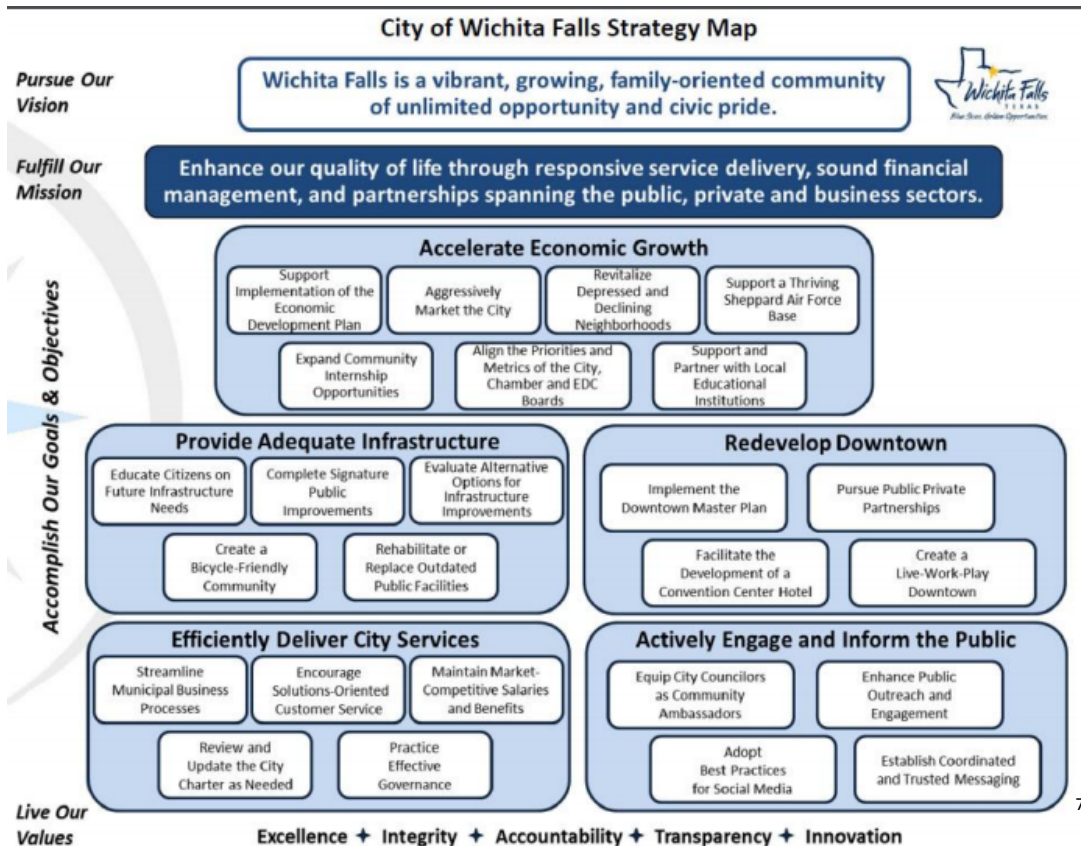 City of Wichita Falls Strategy Map
Pursue Our
Vision
Wichita Falls is a vibrant, growing, family-oriented community
of unlimited opportunity and civic pride.
Wichita Falls
TEXAS
Blue Skies. Golden Opportunities.
Fulfill Our
Mission
Enhance our quality of life through responsive service delivery, sound financial
management, and partnerships spanning the public, private and business sectors.
Accomplish Our Goals & Objectives
Accelerate Economic Growth
Support
Implementation of the
Economic
Development Plan
Aggressively
Market the City
Revitalize
Depressed and
Declining
Neighborhoods
Support a Thriving
Sheppard Air Force
Base
Expand Community
Internship
Opportunities
Align the Priorities and
Metrics of the City,
Chamber and EDC
Boards
Support and
Partner with Local
Educational
Institutions
Provide Adequate Infrastructure
Educate Citizens on
Future Infrastructure
Needs
Complete Signature
Public
Improvements
Evaluate Alternative
Options for
Infrastructure
Improvements
Create a
Bicycle-Friendly
Community
Rehabilitate or
Replace Outdated
Public Facilities
Redevelop Downtown
Implement the
Downtown Master Plan
Pursue Public Private
Partnerships
Facilitate the
Development of a
Convention Center Hotel
Create a
Live-Work-Play
Downtown
Efficiently Deliver City Services
Streamline
Municipal Business
Processes
Encourage
Solutions-Oriented
Customer Service
Maintain Market-
Competitive Salaries
and Benefits
Review and
Update the City
Charter as Needed
Practice
Effective
Governance
Actively Engage and Inform the Public
Equip City Councilors
as Community
Ambassadors
Enhance Public
Outreach and
Engagement
Adopt
Best Practices
for Social Media
Establish Coordinated
and Trusted Messaging
7
Live Our
Values
Excellence ✦ Integrity ✦ Accountability ✦ Transparency ✦ Innovation